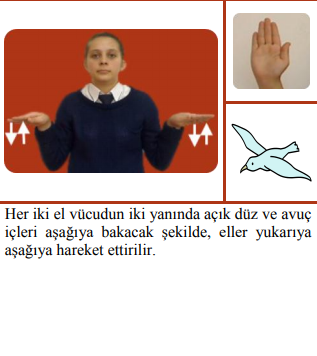 Her iki el vücudun iki yanında açık düz ve avuç
içleri aşağıya bakacak şekilde, eller yukarıya
aşağıya hareket ettirilir.